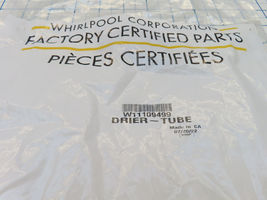 WHIRLPOOL CORPORATION
FACTORY CERTIFIED PARTS
PIÈCES CERTIFIÉES
W11109499
DRIER-TUBE
Made in CA